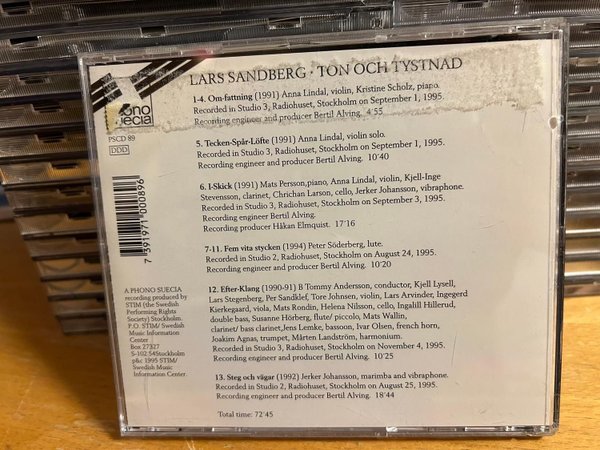 LARS SANDBERG · TON OCH TYSTNAD
1-4. Om-fattning (1991) Anna Lindal, violin, Kristine Scholz, piano.
Recorded in Studio 3, Radiohuset, Stockholm on September 1, 1995.
Recording engineer and producer Bertil Alving. 4'55
PSCD 89
DDD
5. Tecken-Spår-Löfte (1991) Anna Lindal, violin solo.
Recorded in Studio 3, Radiohuset, Stockholm on September 1, 1995.
Recording engineer and producer Bertil Alving. 10'40
6. I-Skick (1991) Mats Persson,piano, Anna Lindal, violin, Kjell-Inge
Stevensson, clarinet, Chrichan Larson, cello, Jerker Johansson, vibraphone.
Recorded in Studio 3, Radiohuset, Stockholm on September 3, 1995.
Recording engineer Bertil Alving.
Recording producer Håkan Elmquist. 17'16
7-11. Fem vita stycken (1994) Peter Söderberg, lute.
Recorded in Studio 2, Radiohuset, Stockholm on August 24, 1995.
Recording engineer and producer Bertil Alving. 10'20
7 391971 000896
12. Efter-Klang (1990-91) B Tommy Andersson, conductor, Kjell Lysell,
Lars Stegenberg, Per Sandklef, Tore Johnsen, violin, Lars Arvinder, Ingegerd
Kierkegaard, viola, Mats Rondin, Helena Nilsson, cello, Ingalill Hillerud,
double bass, Susanne Hörberg, flute/ piccolo, Mats Wallin,
clarinet/ bass clarinet,Jens Lemke, bassoon, Ivar Olsen, french horn,
Joakim Agnas, trumpet, Mårten Landström, harmonium.
Recorded in Studio 3, Radiohuset, Stockholm on November 4, 1995.
Recording engineer and producer Bertil Alving. 10'25
13. Steg och vägar (1992) Jerker Johansson, marimba and vibraphone.
Recorded in Studio 2, Radiohuset, Stockholm on August 25, 1995.
Recording engineer and producer Bertil Alving. 18'44
Total time: 72'45
A PHONO SUECIA
recording produced by
STIM (the Swedish
Performing Rights
Society) Stockholm.
P.O. STIM/ Swedish
Music Information
Center
Box 27327
S-102 54Stockholm
p&c 1995 STIM/
Swedish Music
Information Center.